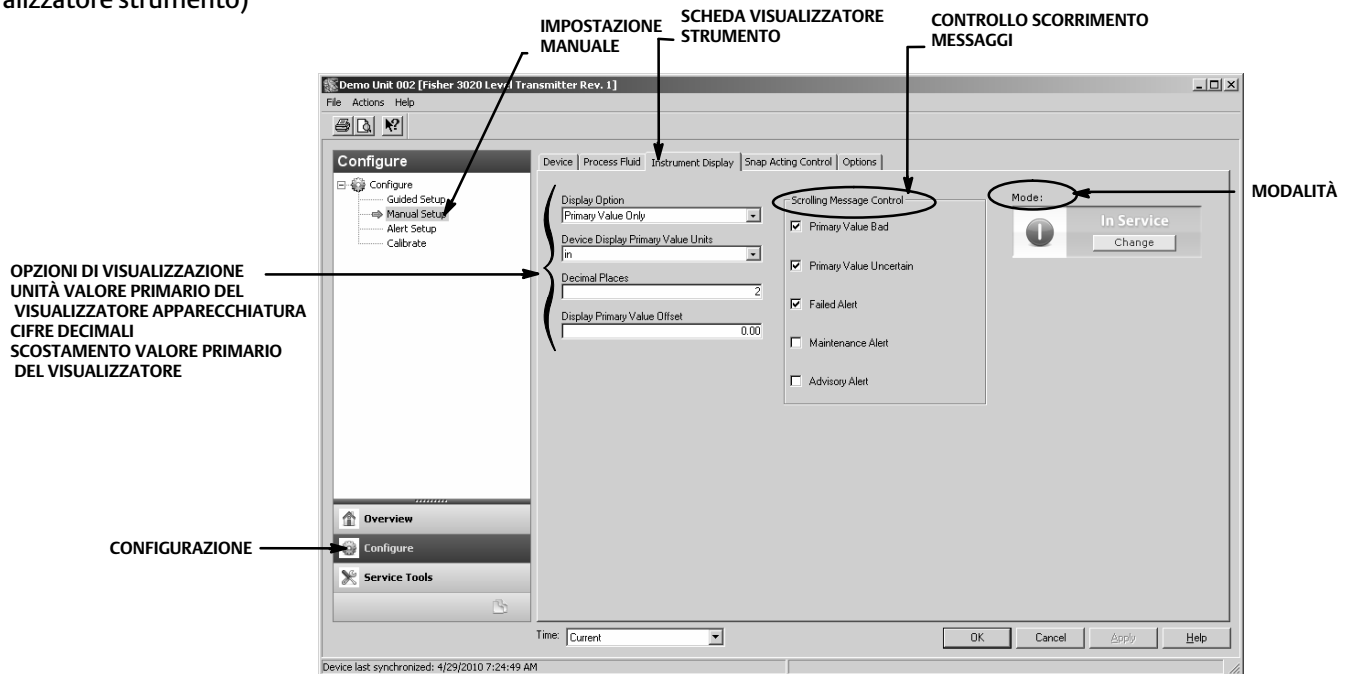 alizzatore strumento)
IMPOSTAZIONE
MANUALE
SCHEDA VISUALIZZATORE
STRUMENTO
CONTROLLO SCORRIMENTO
MESSAGGI
Demo Unit 002 [Fisher 3020 Level Transmitter Rev. 1]
File Actions Help
Configure
Configure
Guided Setup
Manual Setup
Alert Setup
Calibrate
Device
Process Fluid
Instrument Display
Snap Acting Control
Options
Display Option
Primary Value Only
Device Display Primary Value Units
in
Decimal Places
2
Display Primary Value Offset
0.00
Scrolling Message Control
Primary Value Bad
Primary Value Uncertain
Failed Alert
Maintenance Alert
Advisory Alert
Mode:
In Service
Change
MODALITÀ
OPZIONI DI VISUALIZZAZIONE
UNITÀ VALORE PRIMARIO DEL
VISUALIZZATORE APPARECCHIATURA
CIFRE DECIMALI
SCOSTAMENTO VALORE PRIMARIO
DEL VISUALIZZATORE
Overview
CONFIGURAZIONE
Configure
Service Tools
Time: Current
OK
Cancel
Apply
Help
Device last synchronized: 4/29/2010 7:24:49 AM